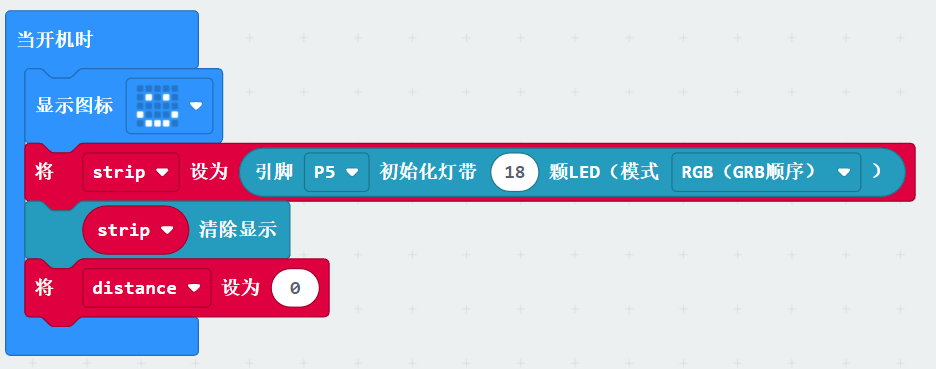 当开机时
显示图标
将 strip 设为 引脚 P5 初始化灯带 18 颗LED（模式 RGB（GRB顺序） ）
strip 清除显示
将 distance 设为 0